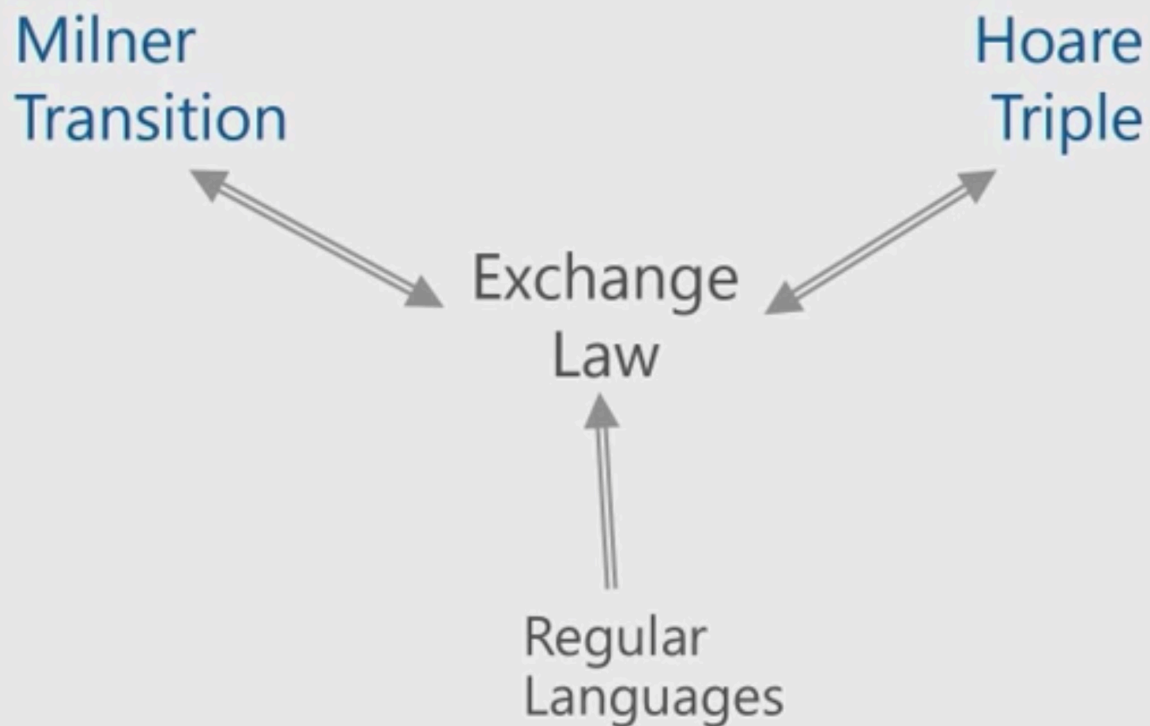 Milner
Transition
Hoare
Triple
Exchange
Law
Regular
Languages